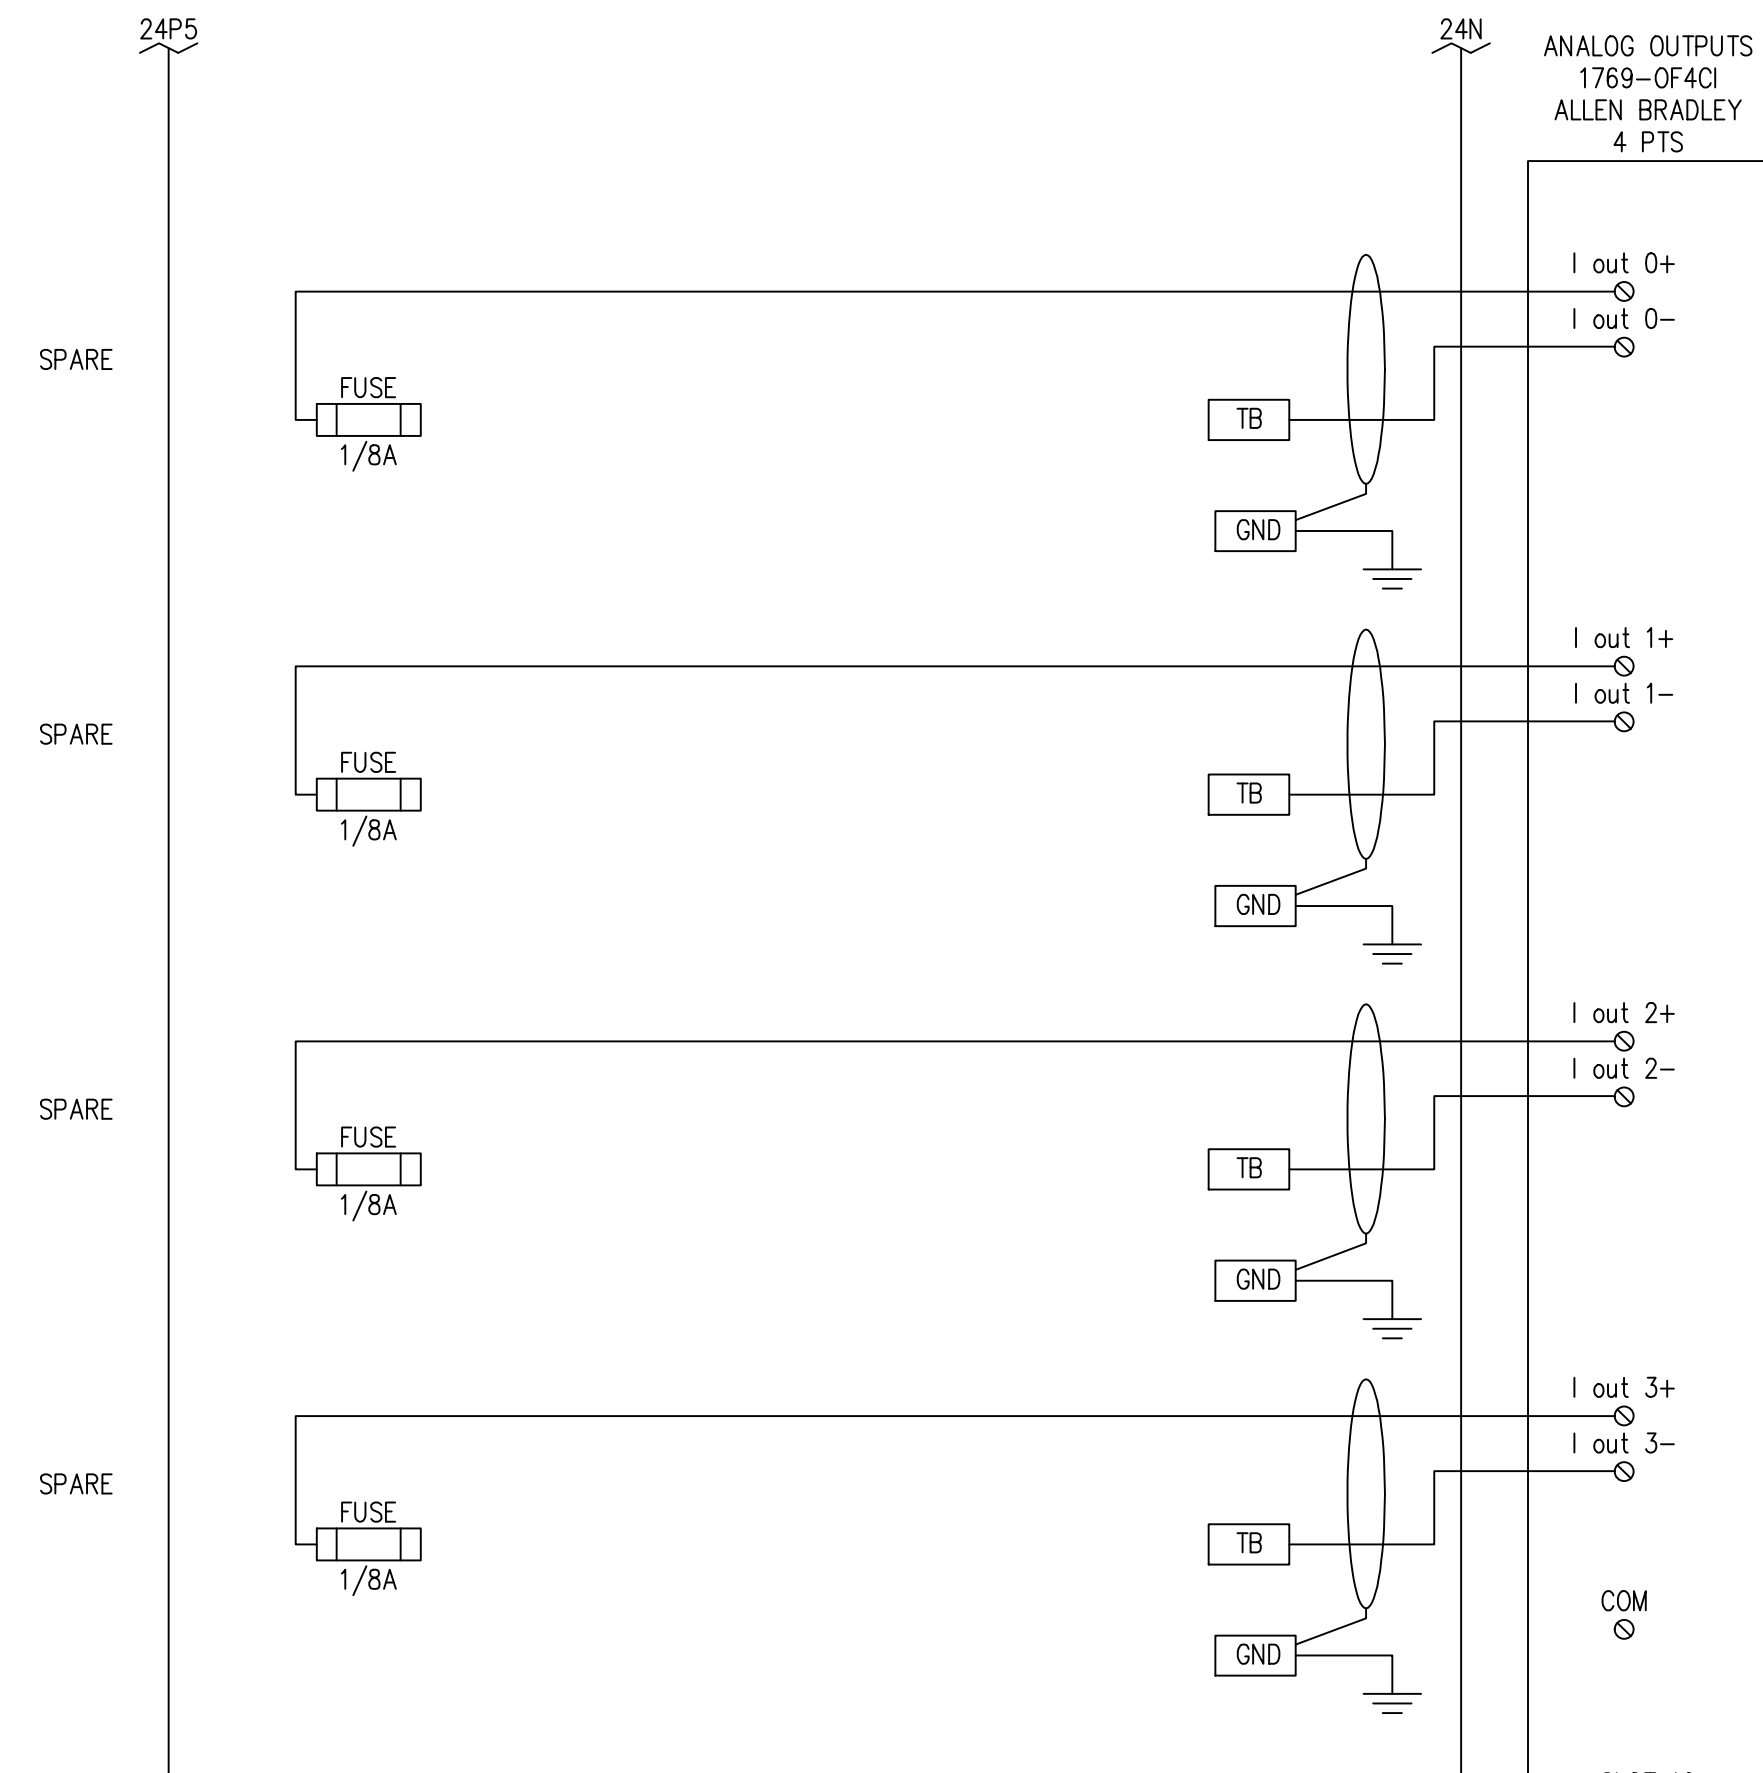 24P5
24N
ANALOG OUTPUTS
1769-OF4CI
ALLEN BRADLEY
4 PTS
I out 0+
I out 0-
SPARE
FUSE
1/8A
TB
GND
I out 1+
I out 1-
SPARE
FUSE
1/8A
TB
GND
I out 2+
I out 2-
SPARE
FUSE
1/8A
TB
GND
I out 3+
I out 3-
SPARE
FUSE
1/8A
TB
COM
GND